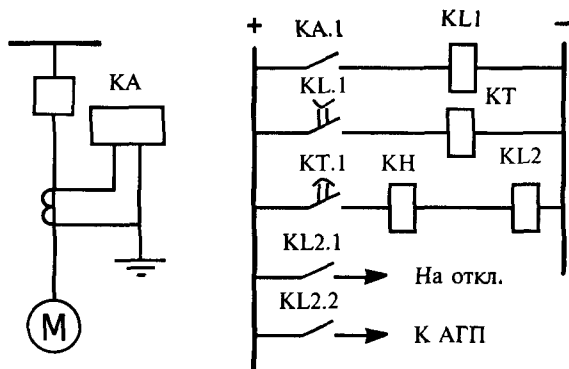 KA
M
+
–
KA.1
KL1
KL.1
KT
KT.1
KH
KL2
KL2.1
На откл.
KL2.2
К АГП